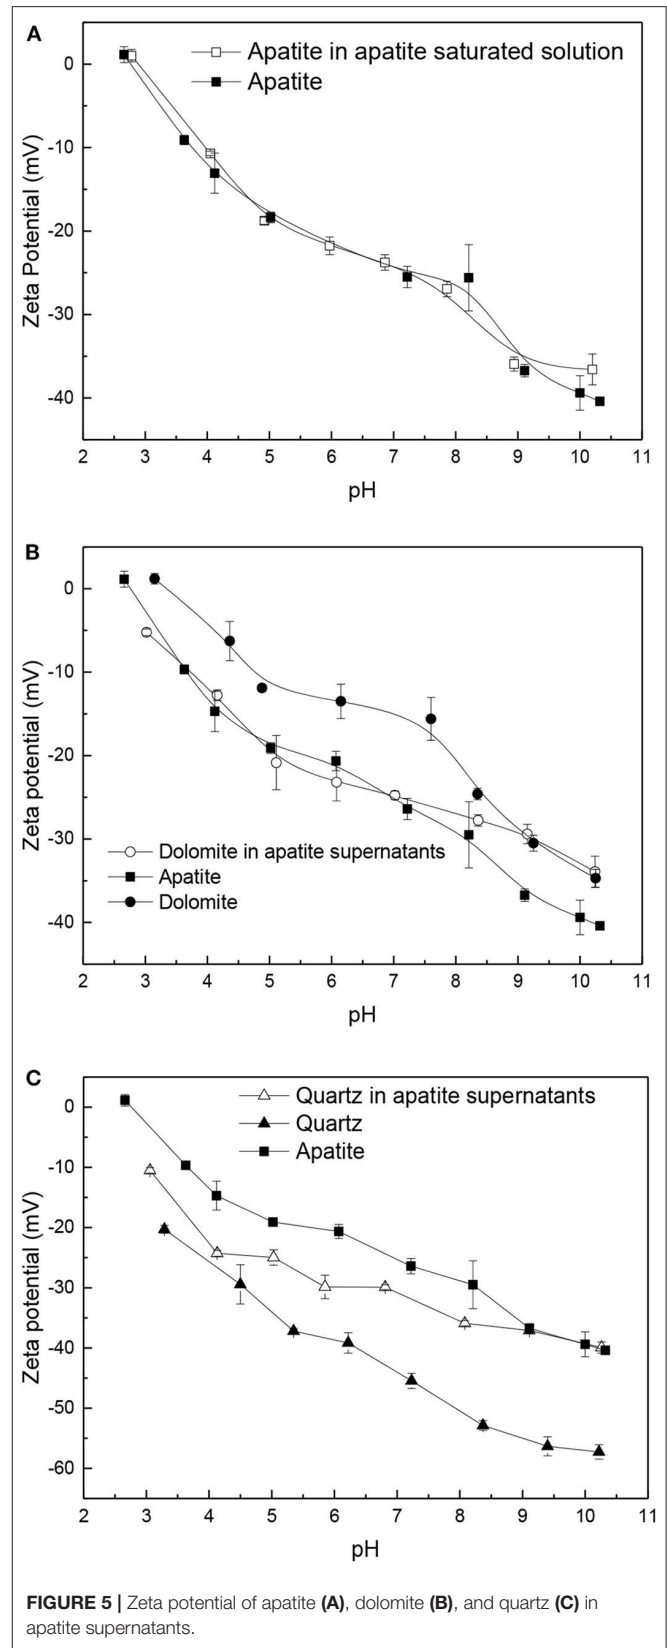 A
Apatite in apatite saturated solution
Apatite
0
-10
-20
-30
-40
Zeta Potential (mV)
2 3 4 5 6 7 8 9 10 11
pH
B
0
-10
-20
-30
-40
Zeta potential (mV)
Dolomite in apatite supernatants
Apatite
Dolomite
2 3 4 5 6 7 8 9 10 11
pH
C
Quartz in apatite supernatants
Quartz
Apatite
0
-10
-20
-30
-40
-50
-60
Zeta potential (mV)
2 3 4 5 6 7 8 9 10 11
pH
FIGURE 5 | Zeta potential of apatite (A), dolomite (B), and quartz (C) in
apatite supernatants.